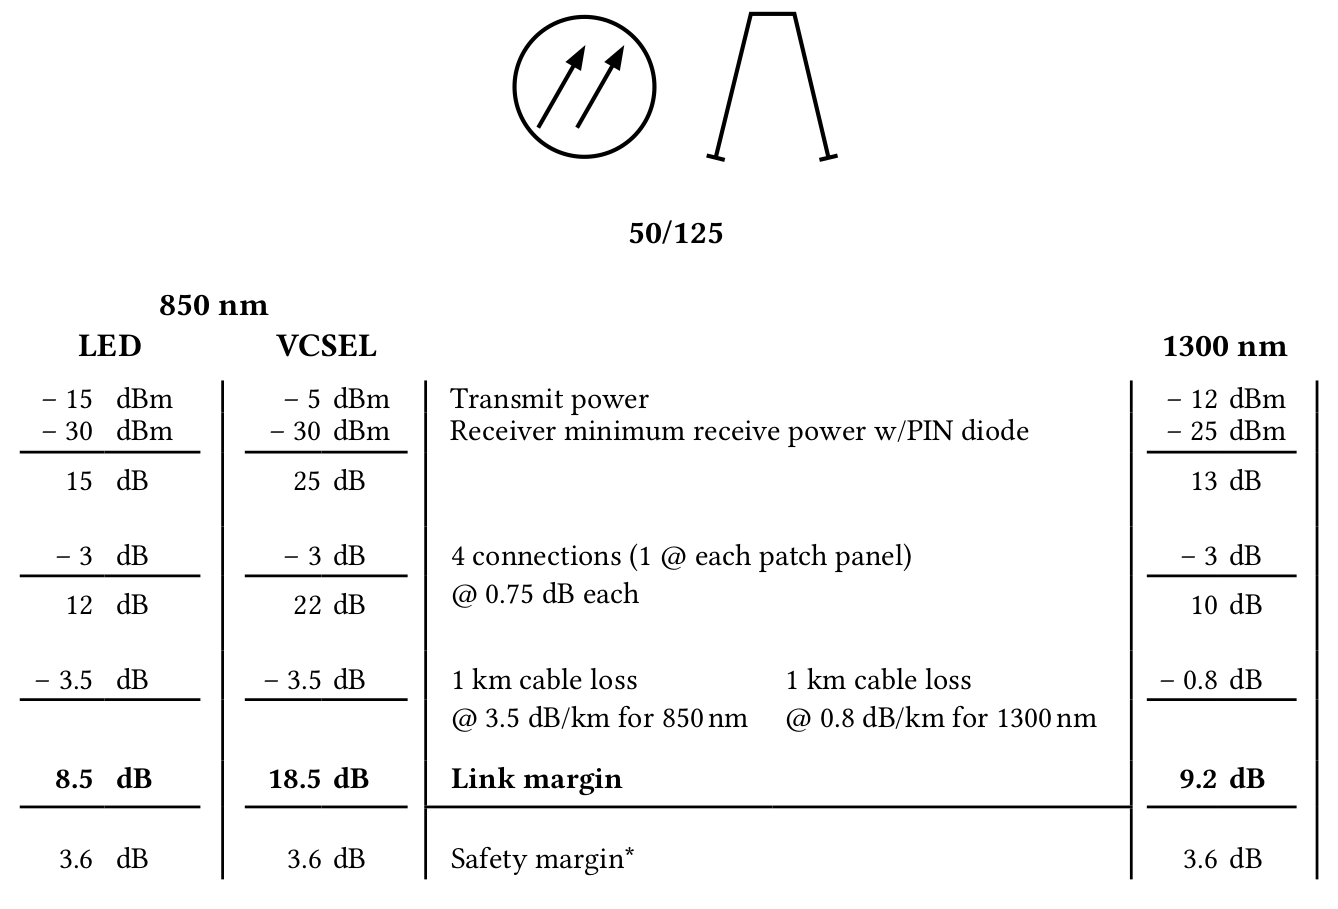 50/125
850 nm
LED VCSEL 1300 nm
– 15 dBm – 5 dBm Transmit power – 12 dBm
– 30 dBm – 30 dBm Receiver minimum receive power w/PIN diode – 25 dBm
15 dB 25 dB 13 dB
– 3 dB – 3 dB 4 connections (1 @ each patch panel) – 3 dB
@ 0.75 dB each
12 dB 22 dB 10 dB
– 3.5 dB – 3.5 dB 1 km cable loss 1 km cable loss – 0.8 dB
@ 3.5 dB/km for 850 nm @ 0.8 dB/km for 1300 nm
8.5 dB 18.5 dB Link margin 9.2 dB
3.6 dB 3.6 dB Safety margin* 3.6 dB